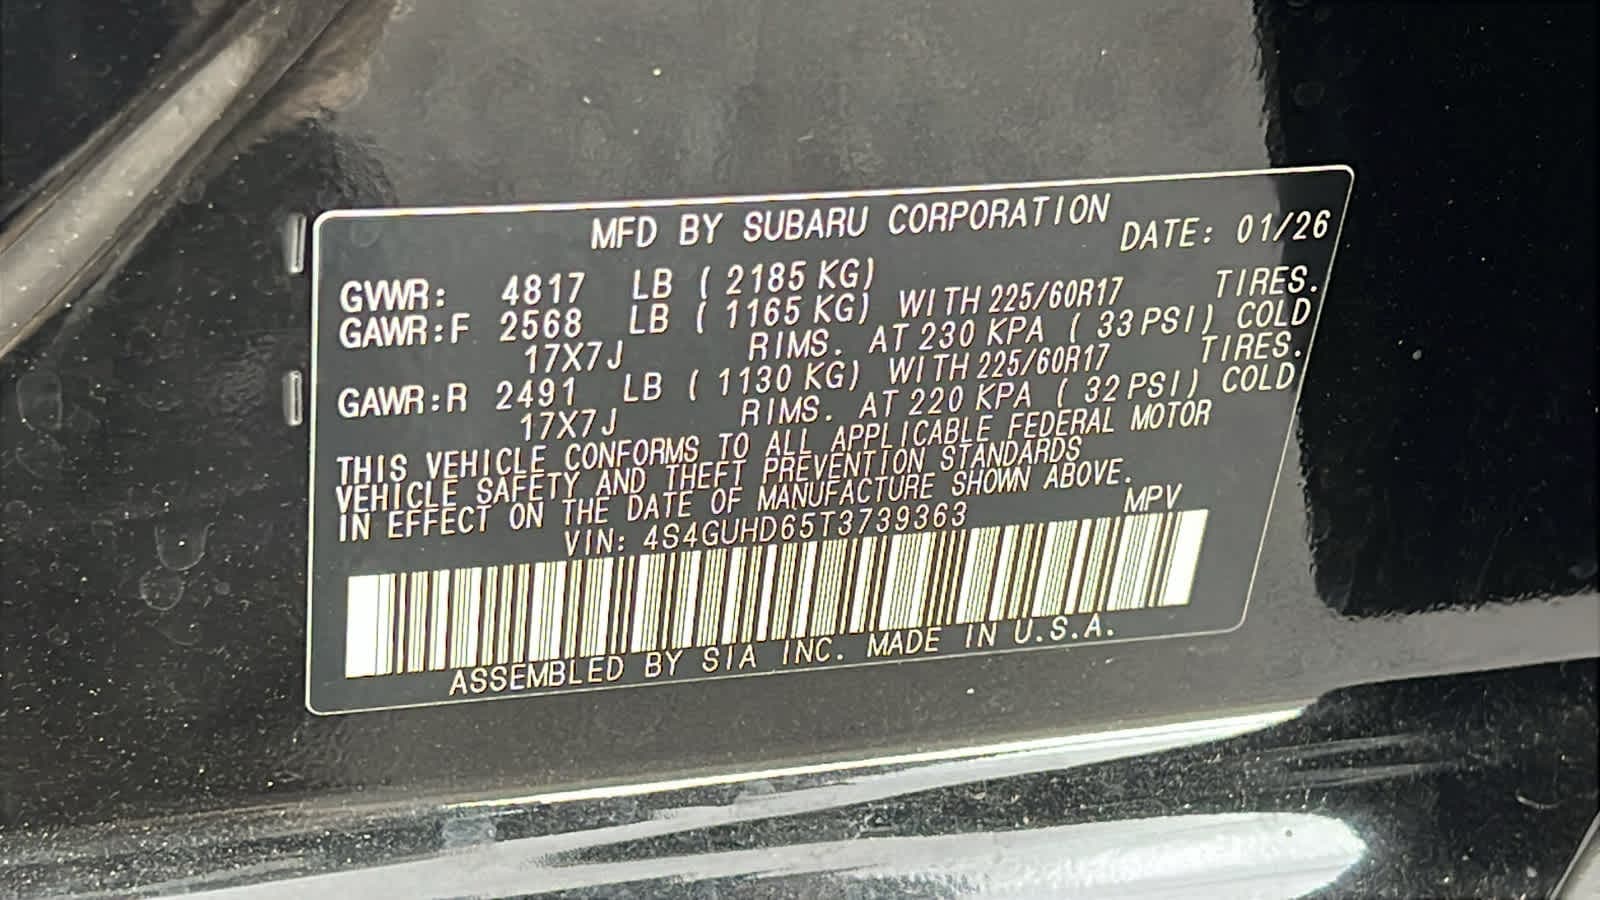 MFD BY SUBARU CORPORATION DATE: 01/26
GVWR: 4817 LB ( 2185 KG)
GAWR:F 2568 LB ( 1165 KG) WITH 225/60R17 TIRES.
17X7J RIMS. AT 230 KPA ( 33 PSI) COLD
GAWR:R 2491 LB ( 1130 KG) WITH 225/60R17 TIRES.
17X7J RIMS. AT 220 KPA ( 32 PSI) COLD
THIS VEHICLE CONFORMS TO ALL APPLICABLE FEDERAL MOTOR
VEHICLE SAFETY AND THEFT PREVENTION STANDARDS
IN EFFECT ON THE DATE OF MANUFACTURE SHOWN ABOVE.
VIN: 4S4GUHD65T3739363 MPV
ASSEMBLED BY SIA INC. MADE IN U.S.A.